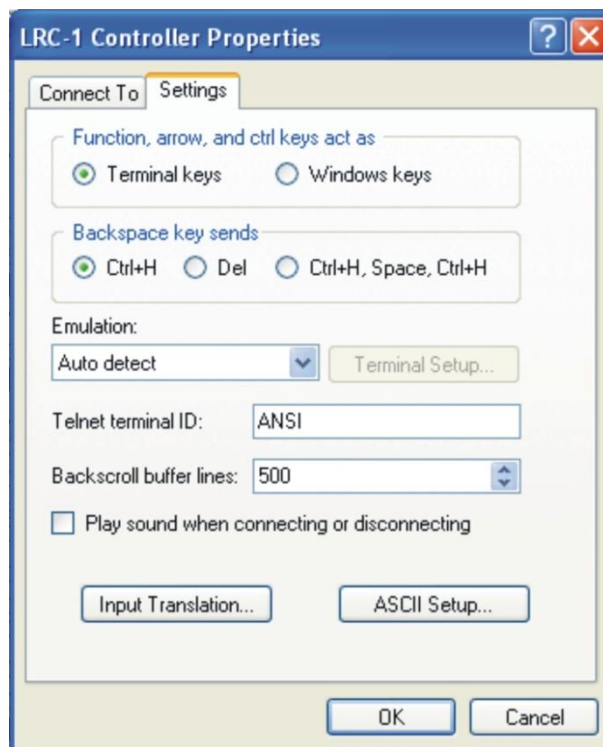 LRC-1 Controller Properties
Connect To Settings
Function, arrow, and ctrl keys act as
Terminal keys Windows keys
Backspace key sends
Ctrl+H Del Ctrl+H, Space, Ctrl+H
Emulation:
Auto detect Terminal Setup...
Telnet terminal ID: ANSI
Backscroll buffer lines: 500
Play sound when connecting or disconnecting
Input Translation... ASCII Setup...
OK Cancel